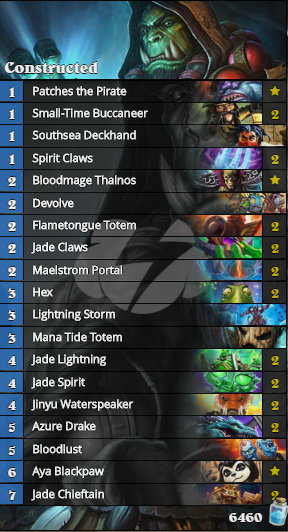 Constructed
1 Patches the Pirate
1 Small-Time Buccaneer 2
1 Southsea Deckhand
1 Spirit Claws 2
2 Bloodmage Thalnos
2 Devolve
2 Flametongue Totem 2
2 Jade Claws 2
2 Maelstrom Portal 2
3 Hex 2
3 Lightning Storm
3 Mana Tide Totem
4 Jade Lightning 2
4 Jade Spirit 2
4 Jinyu Waterspeaker 2
5 Azure Drake 2
5 Bloodlust
6 Aya Blackpaw
7 Jade Chieftain 2
6460